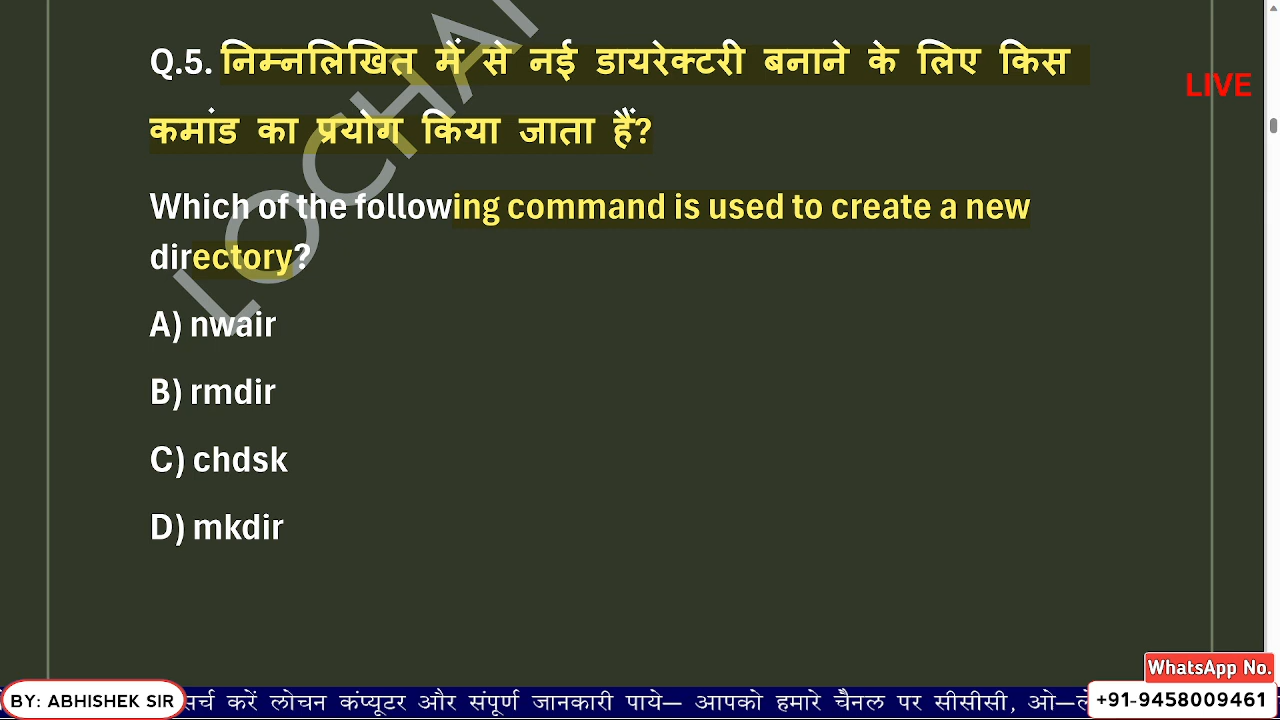 Q.5. निम्नलिखित में से नई डायरेक्टरी बनाने के लिए किस
कमांड का प्रयोग किया जाता हैं?
LIVE
Which of the following command is used to create a new
directory?
A) nwair
B) rmdir
C) chdsk
D) mkdir
LOCHA
WhatsApp No.
BY: ABHISHEK SIR
सर्च करें लोचन कंप्यूटर और संपूर्ण जानकारी पाये— आपको हमारे चैनल पर सीसीसी, ओ—ले
+91-9458009461